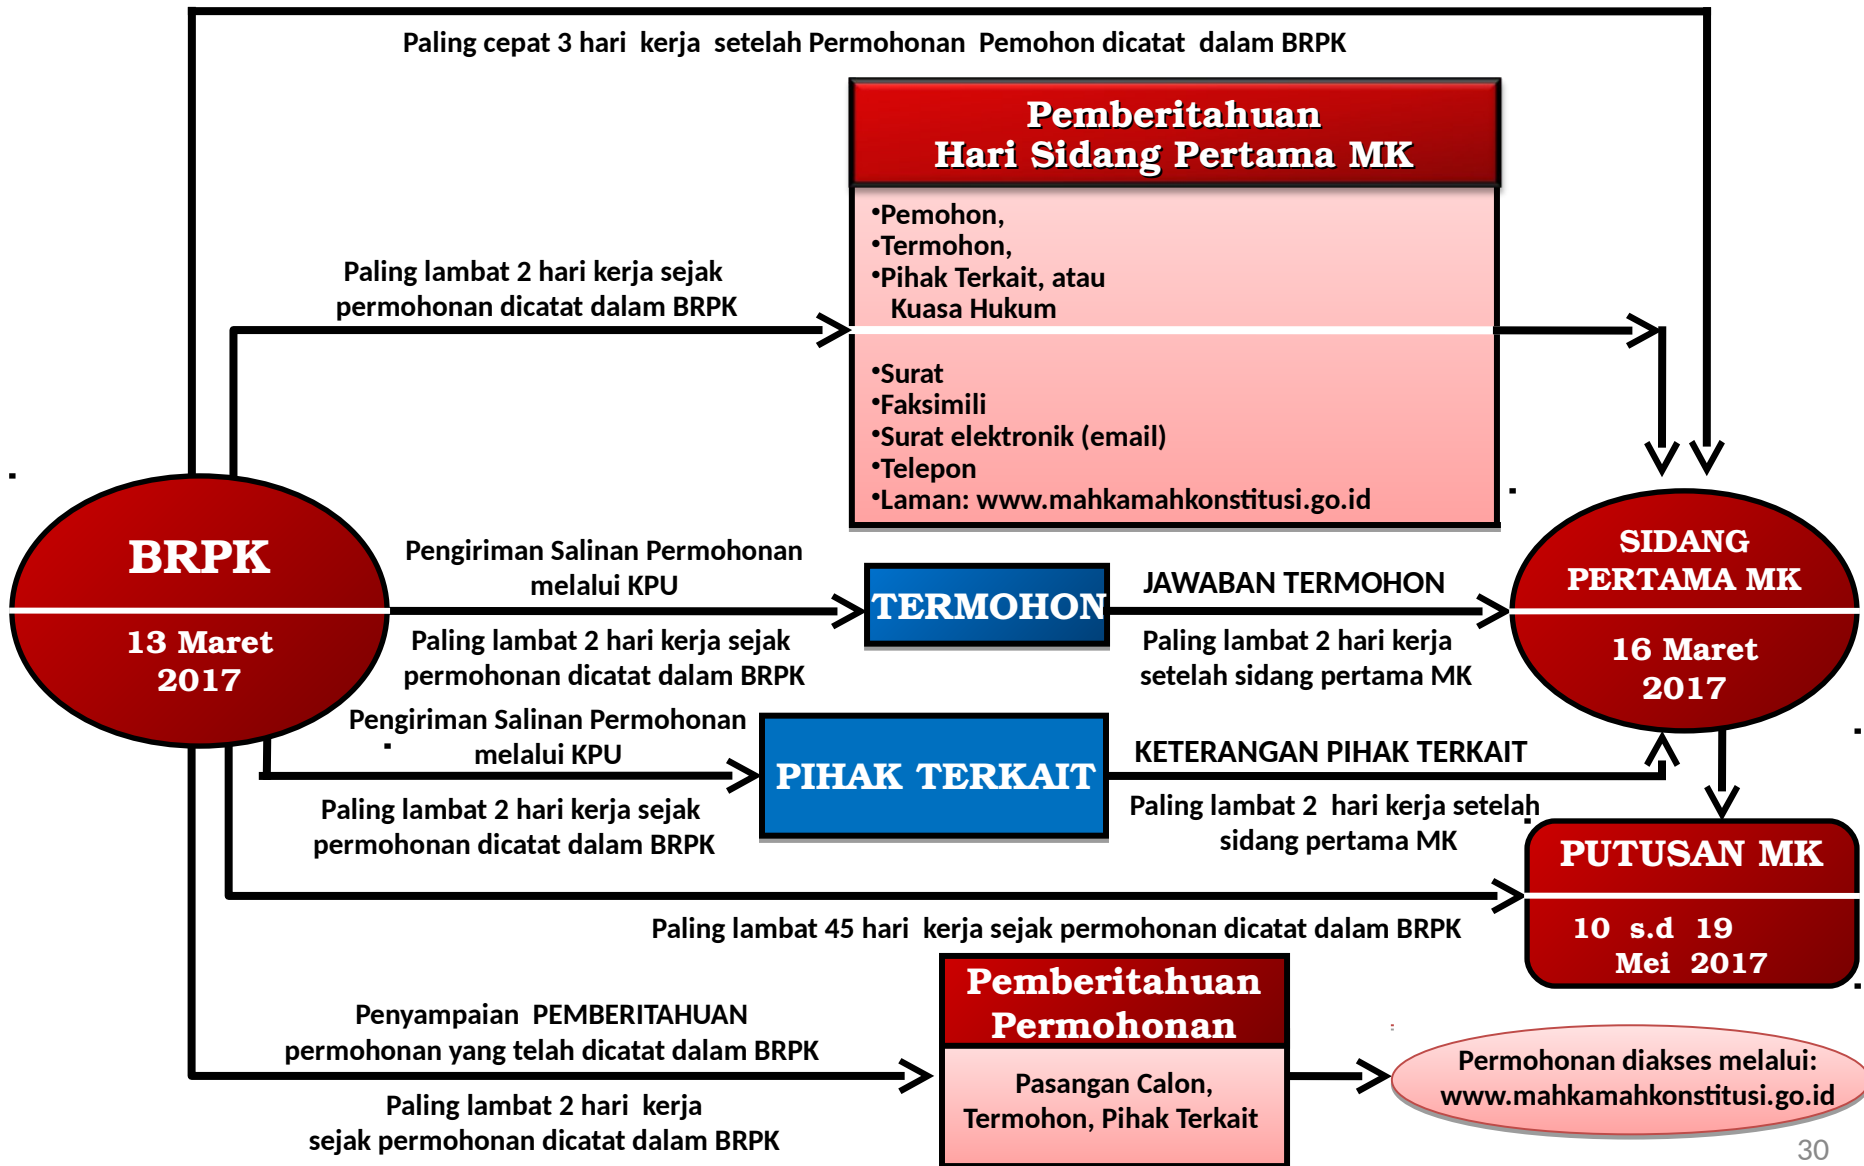 Paling cepat 3 hari kerja setelah Permohonan Pemohon dicatat dalam BRPK
Pemberitahuan
Hari Sidang Pertama MK
•Pemohon,
•Termohon,
•Pihak Terkait, atau
Kuasa Hukum
Paling lambat 2 hari kerja sejak
permohonan dicatat dalam BRPK
•Surat
•Faksimili
•Surat elektronik (email)
•Telepon
•Laman: www.mahkamahkonstitusi.go.id
BRPK
13 Maret
2017
Pengiriman Salinan Permohonan
melalui KPU
Paling lambat 2 hari kerja sejak
permohonan dicatat dalam BRPK
TERMOHON
JAWABAN TERMOHON
Paling lambat 2 hari kerja
setelah sidang pertama MK
SIDANG
PERTAMA MK
16 Maret
2017
Pengiriman Salinan Permohonan
melalui KPU
Paling lambat 2 hari kerja sejak
permohonan dicatat dalam BRPK
PIHAK TERKAIT
KETERANGAN PIHAK TERKAIT
Paling lambat 2 hari kerja setelah
sidang pertama MK
PUTUSAN MK
10 s.d 19
Mei 2017
Paling lambat 45 hari kerja sejak permohonan dicatat dalam BRPK
Penyampaian PEMBERITAHUAN
permohonan yang telah dicatat dalam BRPK
Paling lambat 2 hari kerja
sejak permohonan dicatat dalam BRPK
Pemberitahuan
Permohonan
Pasangan Calon,
Termohon, Pihak Terkait
Permohonan diakses melalui:
www.mahkamahkonstitusi.go.id
30